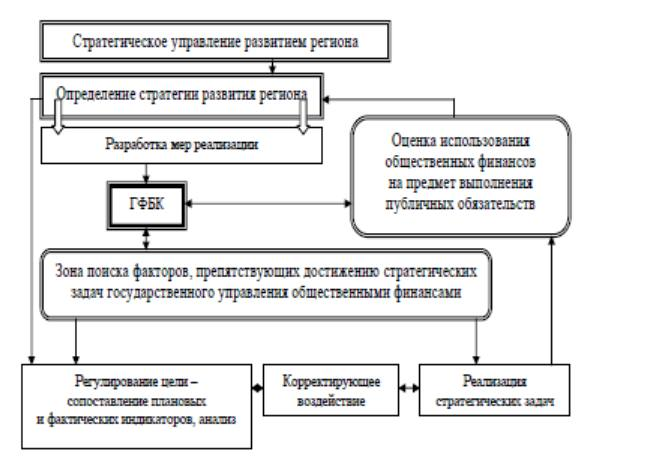 Стратегическое управление развитием региона
Определение стратегии развития региона
Разработка мер реализации
Оценка использования
общественных финансов
на предмет выполнения
публичных обязательств
ГФБК
Зона поиска факторов, препятствующих достижению стратегических
задач государственного управления общественными финансами
Регулирование цели –
сопоставление плановых
и фактических индикаторов, анализ
Корректирующее
воздействие
Реализация
стратегических задач